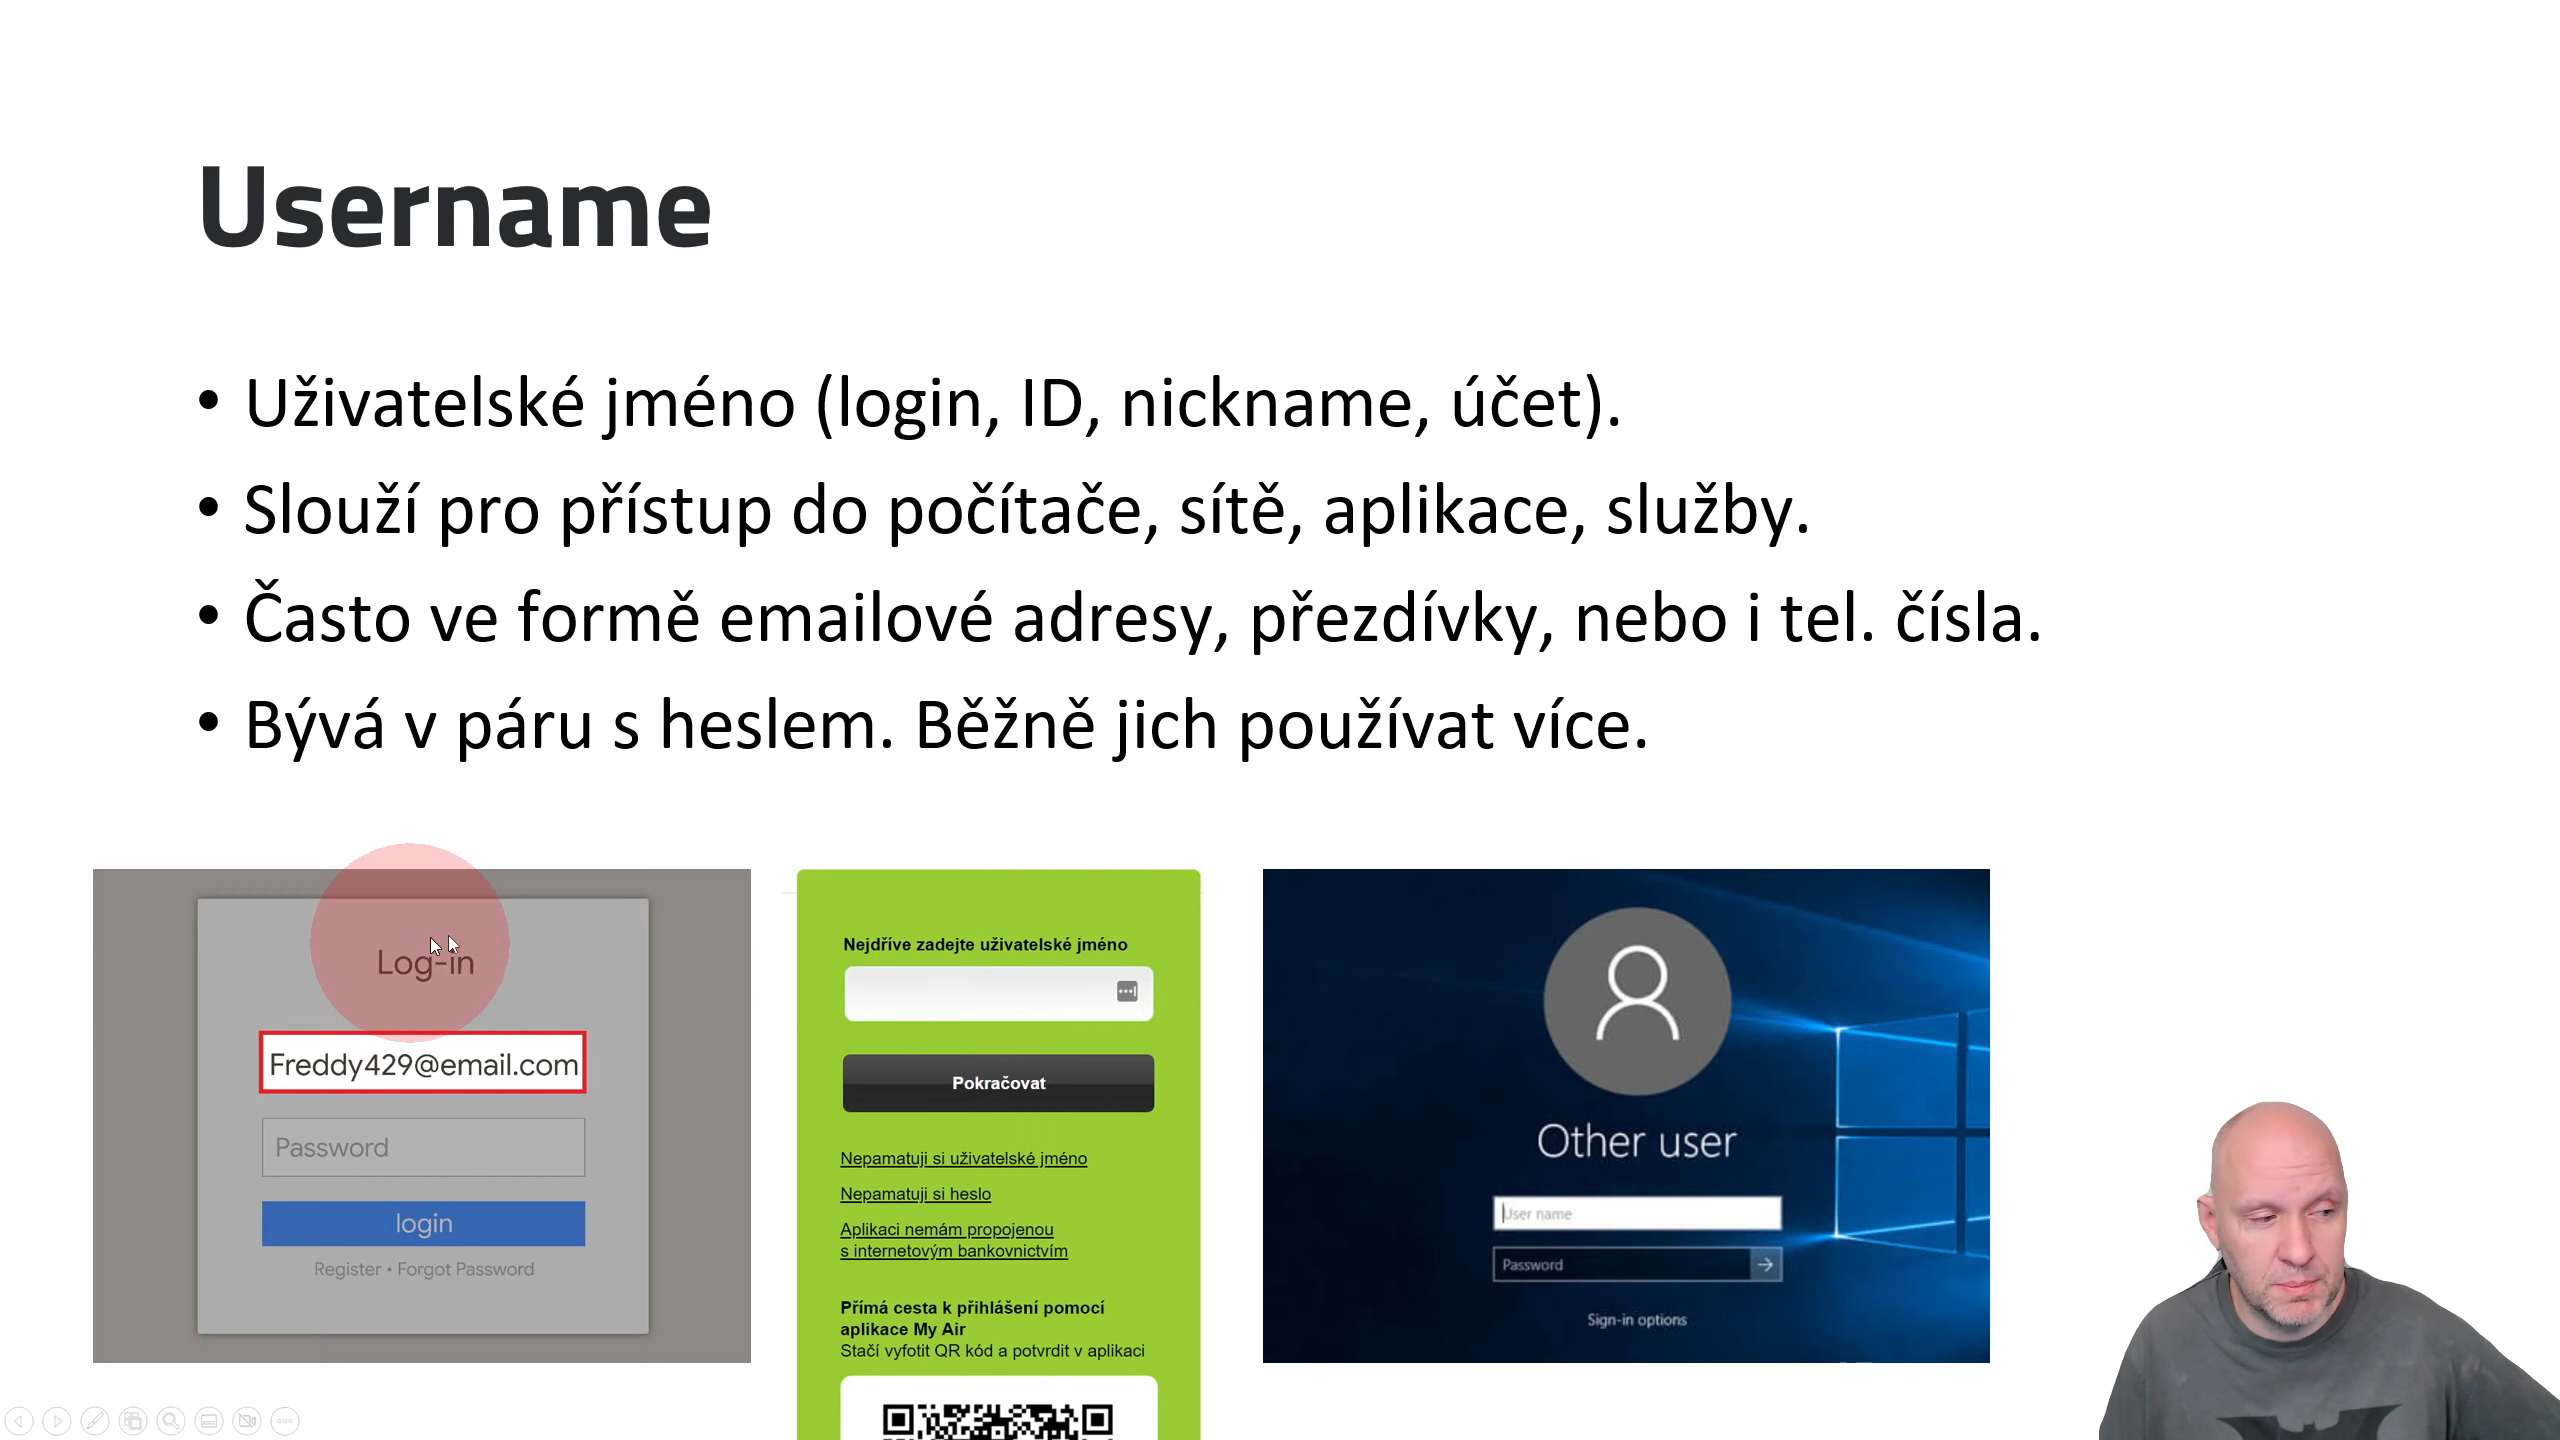 Username
• Uživatelské jméno (login, ID, nickname, účet).
• Slouží pro přístup do počítače, sítě, aplikace, služby.
• Často ve formě emailové adresy, přezdívky, nebo i tel. čísla.
• Bývá v páru s heslem. Běžně jich používat více.
Log-in
Freddy429@email.com
Password
login
Register • Forgot Password
Nejdříve zadejte uživatelské jméno
Pokračovat
Nepamatuji si uživatelské jméno
Nepamatuji si heslo
Aplikaci nemám propojenou
s internetovým bankovnictvím
Přímá cesta k přihlášení pomocí
aplikace My Air
Stačí vyfotit QR kód a potvrdit v aplikaci
Other user
User name
Password
Sign-in options